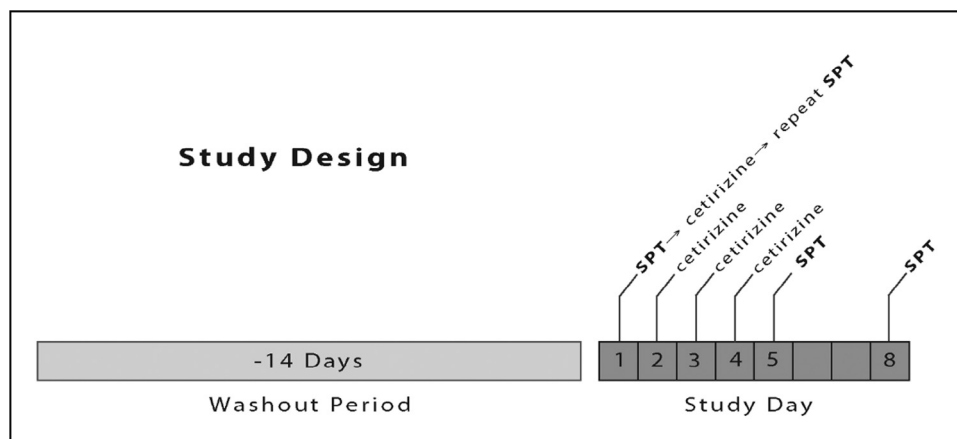 Study Design
SPT→ cetirizine→ repeat SPT
cetirizine
cetirizine
cetirizine
SPT
SPT
-14 Days
1 2 3 4 5 8
Washout Period
Study Day